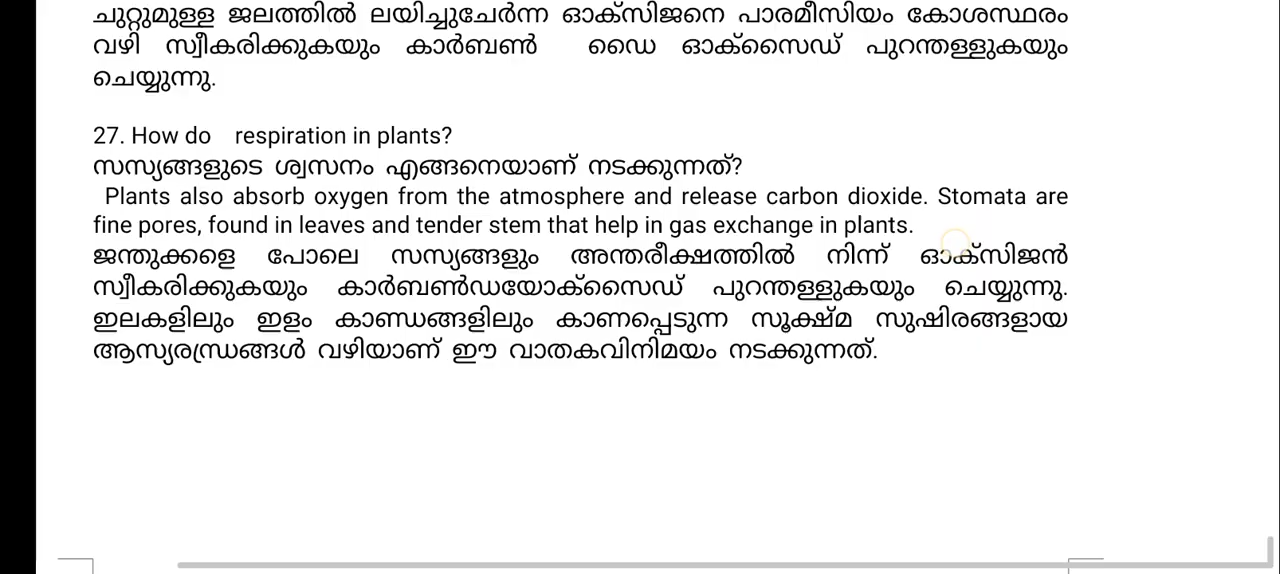 ചുറ്റുമുള്ള ജലത്തിൽ ലയിച്ചുചേർന്ന ഓക്സിജനെ പാരമീസിയം കോശസ്ഥരം
വഴി സ്വീകരിക്കുകയും കാർബൺ ഡൈ ഓക്സൈഡ് പുറന്തള്ളുകയും
ചെയ്യുന്നു.
27. How do respiration in plants?
സസ്യങ്ങളുടെ ശ്വസനം എങ്ങനെയാണ് നടക്കുന്നത്?
Plants also absorb oxygen from the atmosphere and release carbon dioxide. Stomata are
fine pores, found in leaves and tender stem that help in gas exchange in plants.
ജന്തുക്കളെ പോലെ സസ്യങ്ങളും അന്തരീക്ഷത്തിൽ നിന്ന് ഓക്സിജൻ
സ്വീകരിക്കുകയും കാർബൺഡയോക്സൈഡ് പുറന്തള്ളുകയും ചെയ്യുന്നു.
ഇലകളിലും ഇളം കാണ്ഡങ്ങളിലും കാണപ്പെടുന്ന സൂക്ഷ്മ സുഷിരങ്ങളായ
ആസ്യരന്ധ്രങ്ങൾ വഴിയാണ് ഈ വാതകവിനിമയം നടക്കുന്നത്.